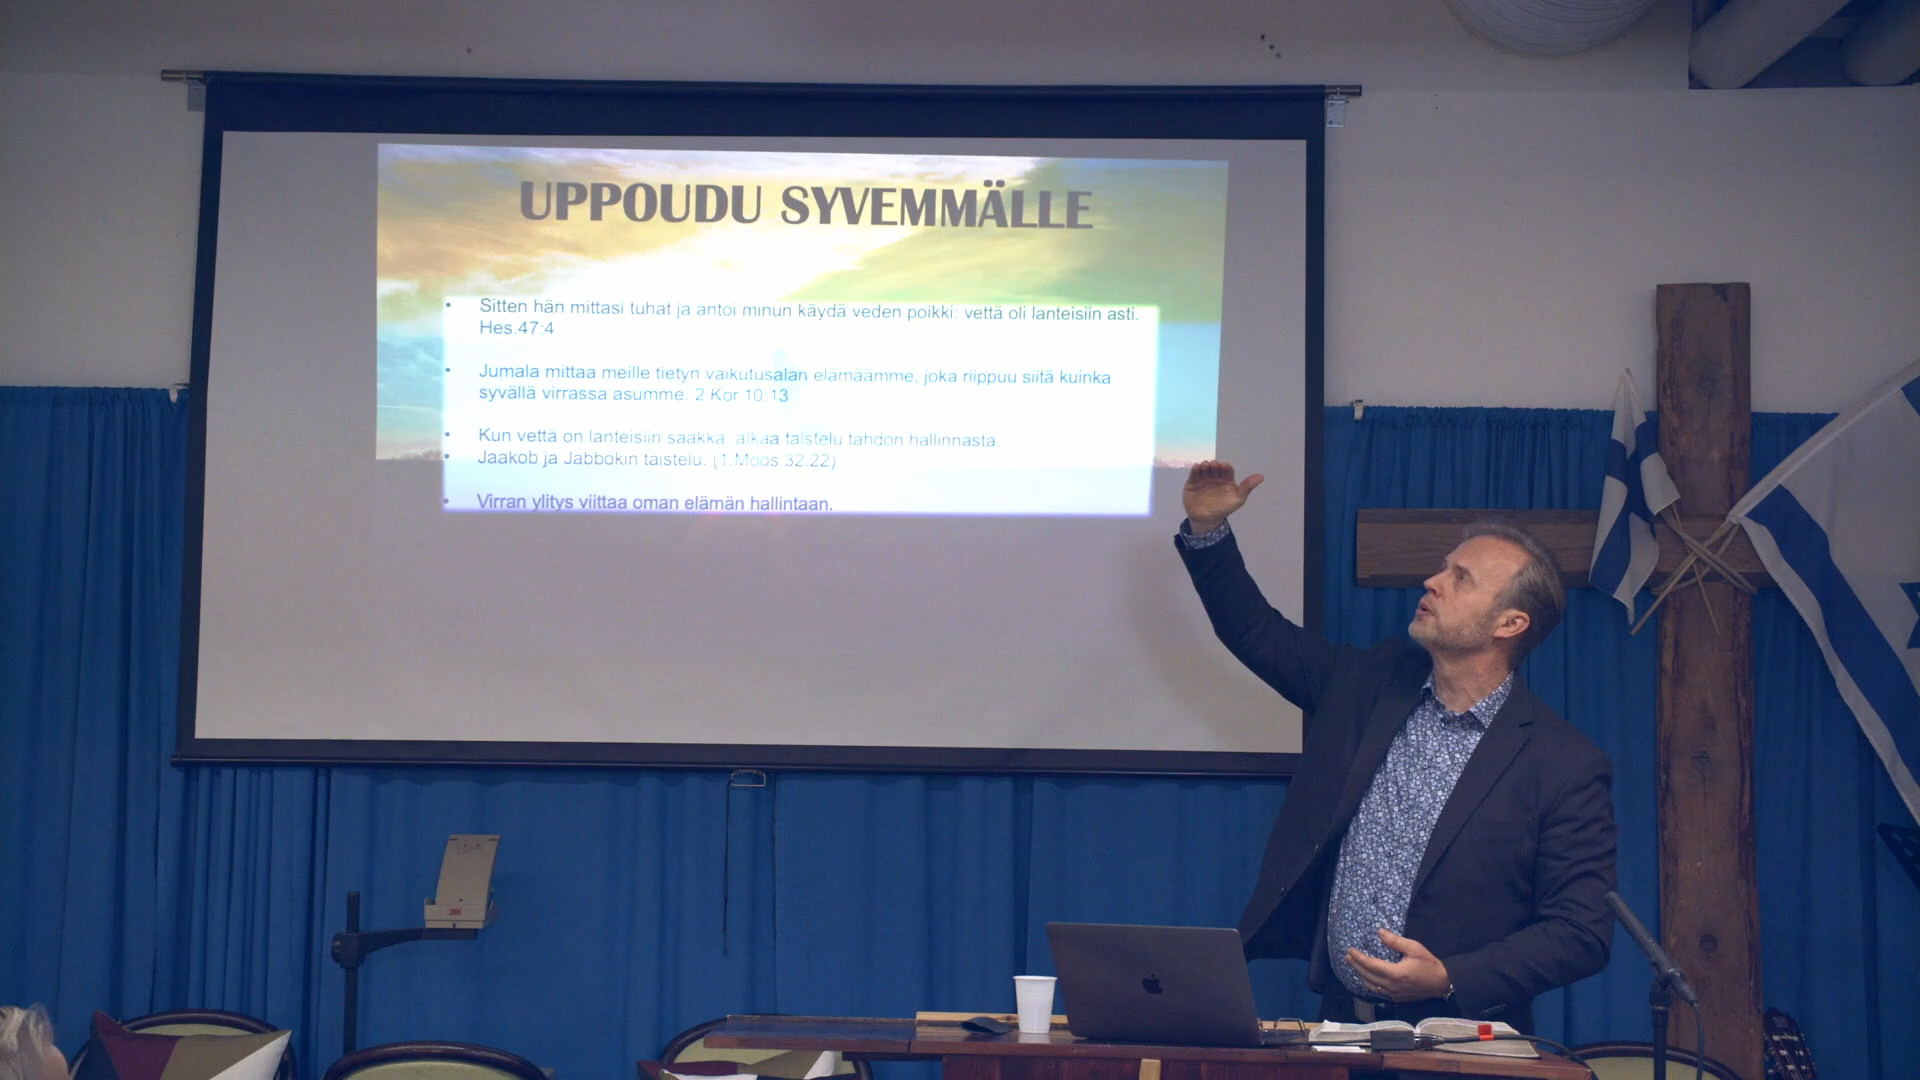 UPPOUDU SYVEMMÄLLE
• Sitten hän mittasi tuhat ja antoi minun käydä veden poikki: vettä oli lanteisiin asti.
Hes.47:4
• Jumala mittaa meille tietyn vaikutusalan elämäämme, joka riippuu siitä kuinka
syvällä virrassa asumme. 2 Kor.10:13
• Kun vettä on lanteisiin saakka, alkaa taistelu tahdon hallinnasta.
• Jaakob ja Jabbokin taistelu. (1.Moos.32.22)
• Virran ylitys viittaa oman elämän hallintaan.
3M